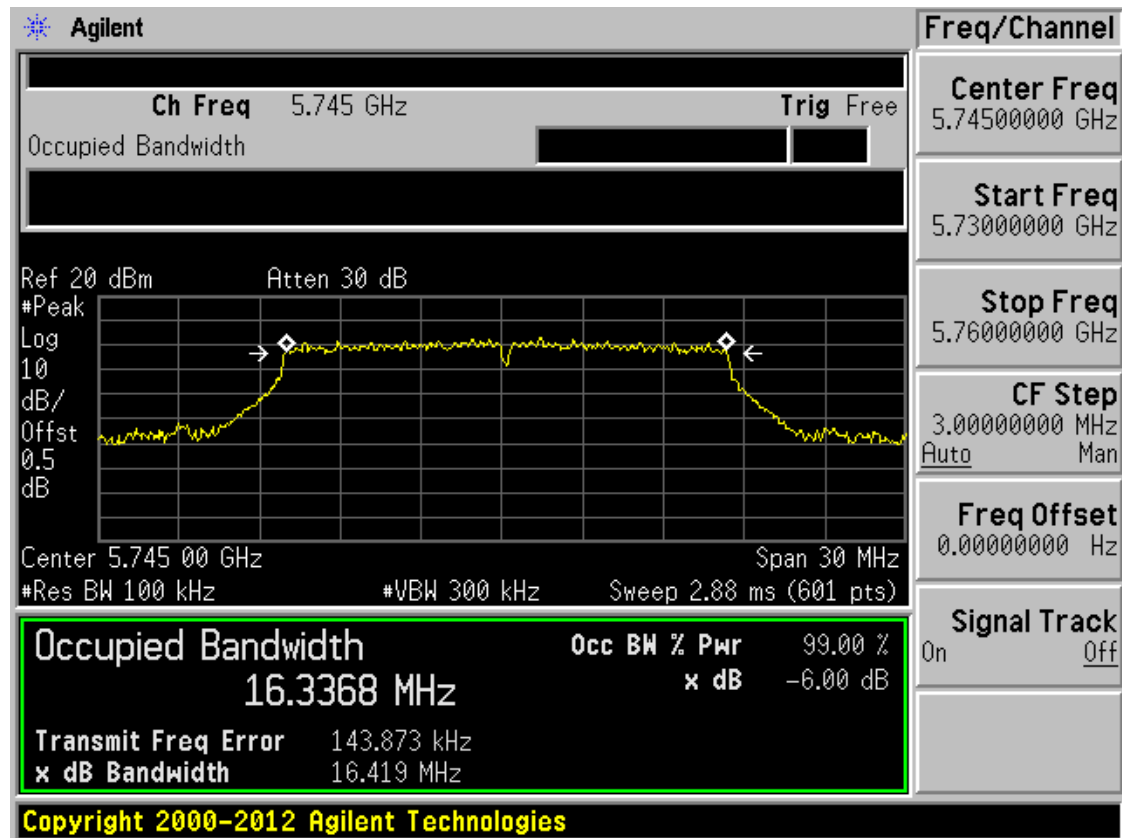 Agilent
Freq/Channel
Ch Freq 5.745 GHz Trig Free
Occupied Bandwidth
Center Freq
5.74500000 GHz
Start Freq
5.73000000 GHz
Stop Freq
5.76000000 GHz
CF Step
3.00000000 MHz
Auto Man
Freq Offset
0.00000000 Hz
Signal Track
On Off
Ref 20 dBm Atten 30 dB
#Peak
Log
10
dB/
Offst
0.5
dB
Center 5.745 00 GHz Span 30 MHz
#Res BW 100 kHz #VBW 300 kHz Sweep 2.88 ms (601 pts)
Occupied Bandwidth Occ BW % Pwr 99.00 %
16.3368 MHz x dB -6.00 dB
Transmit Freq Error 143.873 kHz
x dB Bandwidth 16.419 MHz
Copyright 2000-2012 Agilent Technologies